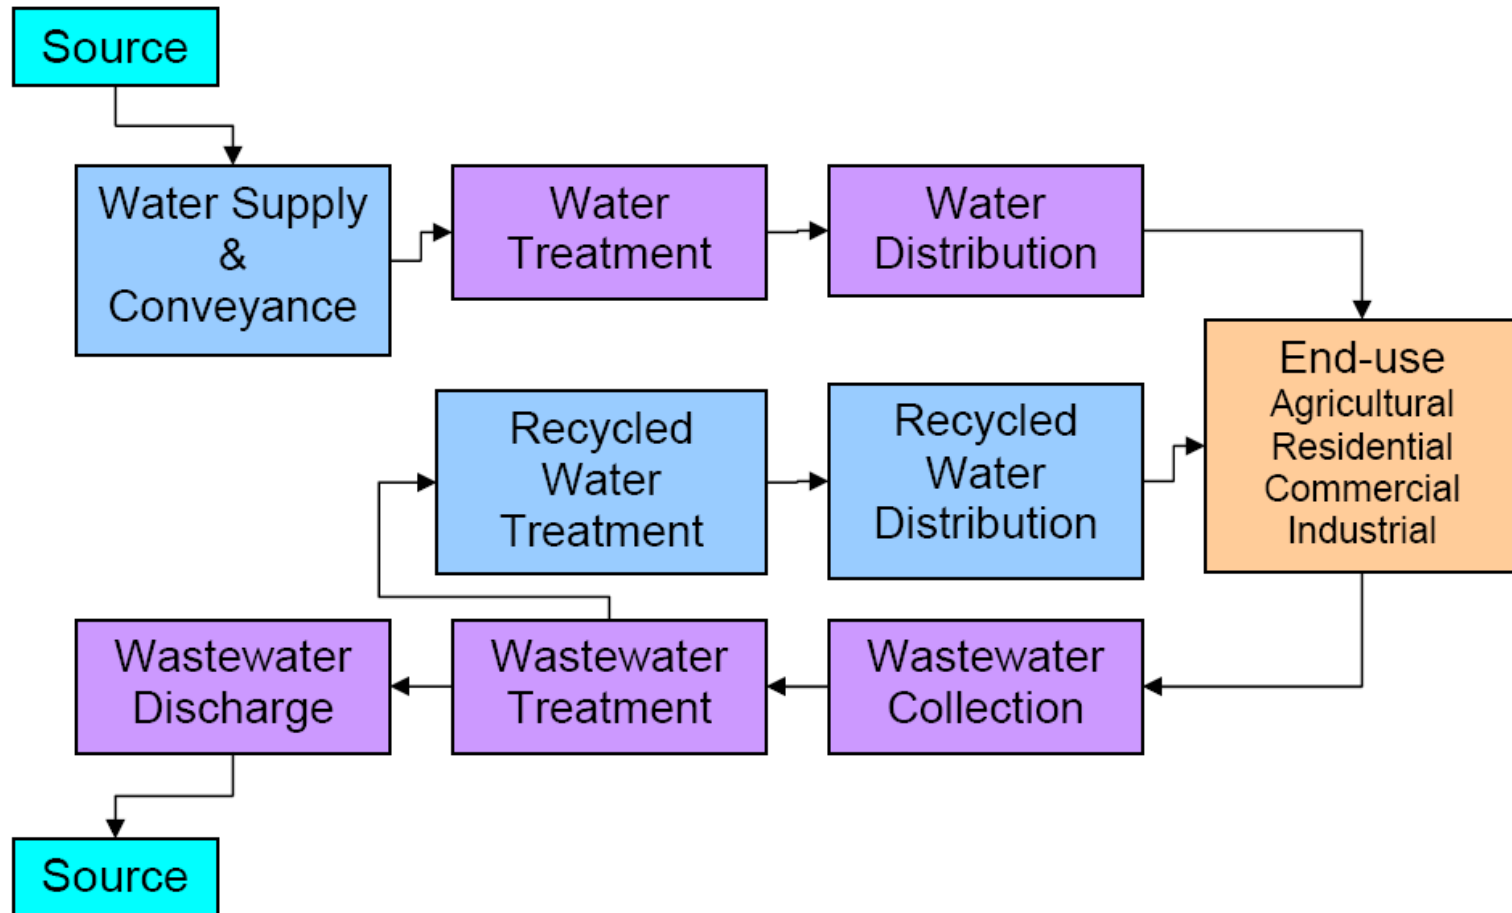 Source
Water Supply
&
Conveyance
Water
Treatment
Water
Distribution
End-use
Agricultural
Residential
Commercial
Industrial
Recycled
Water
Treatment
Recycled
Water
Distribution
Wastewater
Discharge
Wastewater
Treatment
Wastewater
Collection
Source